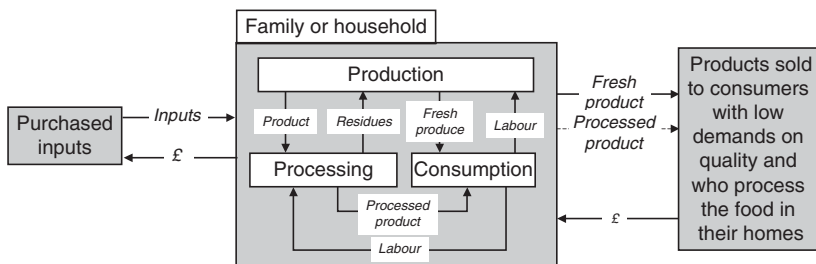 Family or household
Production
Product
Residues
Fresh
produce
Labour
Processing
Consumption
Processed
product
Labour
Purchased
inputs
Inputs
£
Fresh
product
Processed
product
£
Products sold
to consumers
with low
demands on
quality and
who process
the food in
their homes